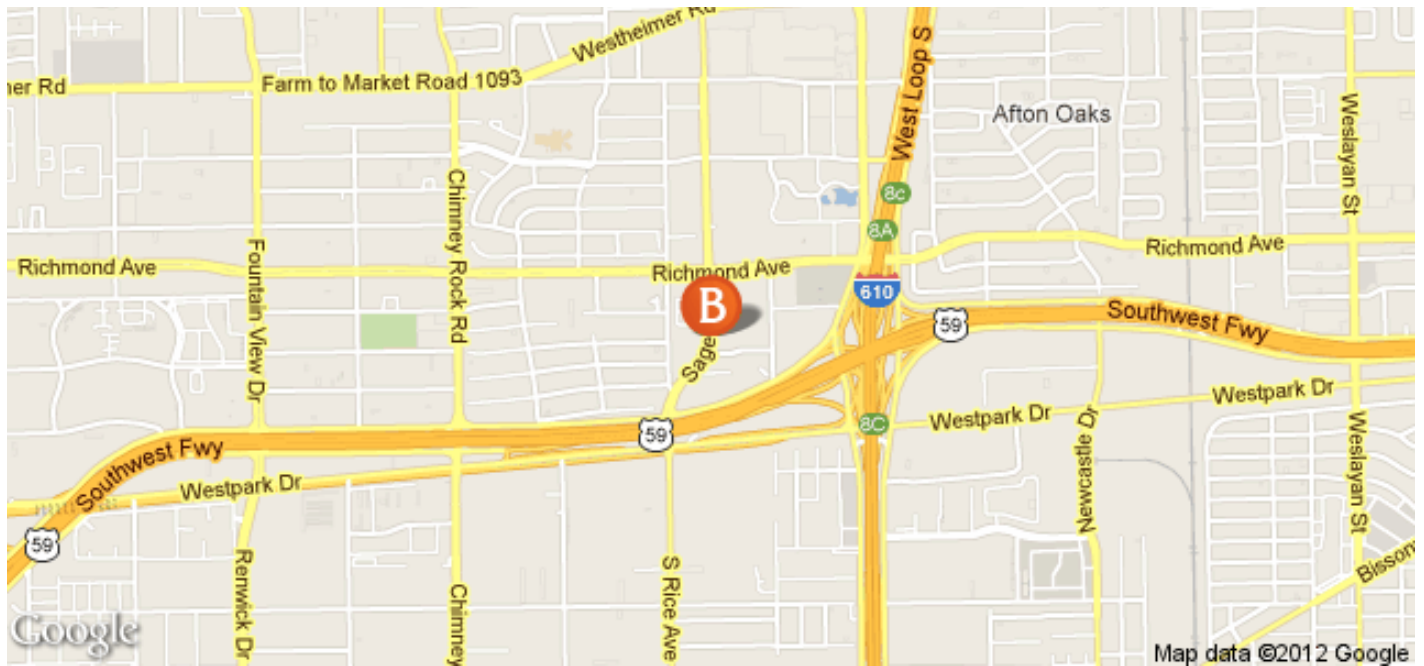 Westheimer Rd
Farm to Market Road 1093
ner Rd
West Loop S
Afton Oaks
Weslayan St
Chimney Rock Rd
Fountain View Dr
8c
8A
Richmond Ave
Richmond Ave
Richmond Ave
610
B
Sage
59
Southwest Fwy
Westpark Dr
Westpark Dr
8C
59
Southwest Fwy
Westpark Dr
59
Newcastle Dr
Weslayan St
Renwick Dr
Chimney
S Rice Ave
Bisson
Google
Map data ©2012 Google